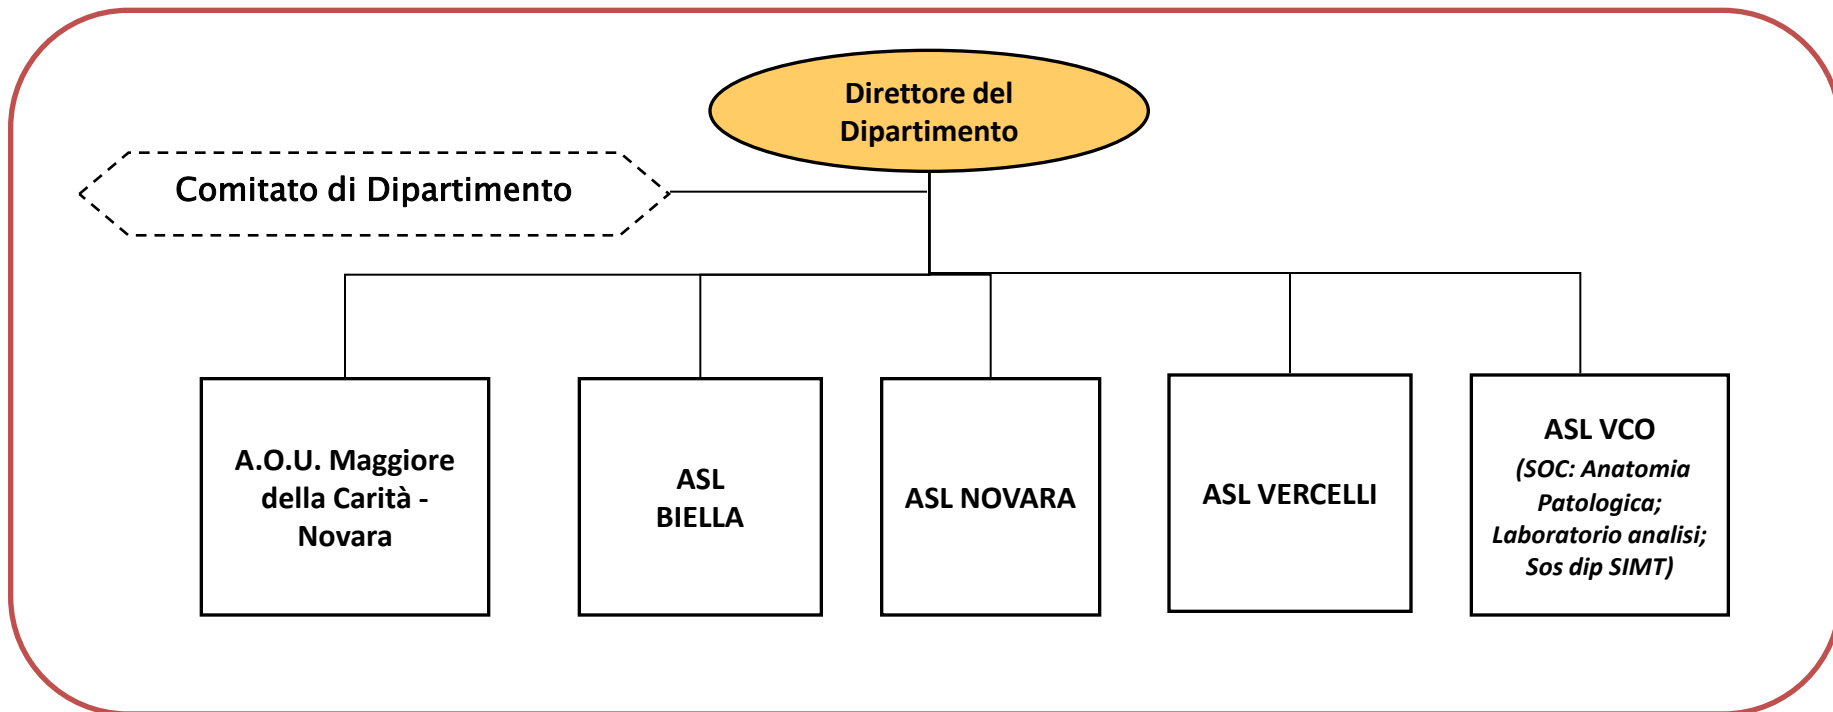 Direttore del
Dipartimento
Comitato di Dipartimento
A.O.U. Maggiore
della Carità -
Novara
ASL
BIELLA
ASL NOVARA
ASL VERCELLI
ASL VCO
(SOC: Anatomia
Patologica;
Laboratorio analisi;
Sos dip SIMT)